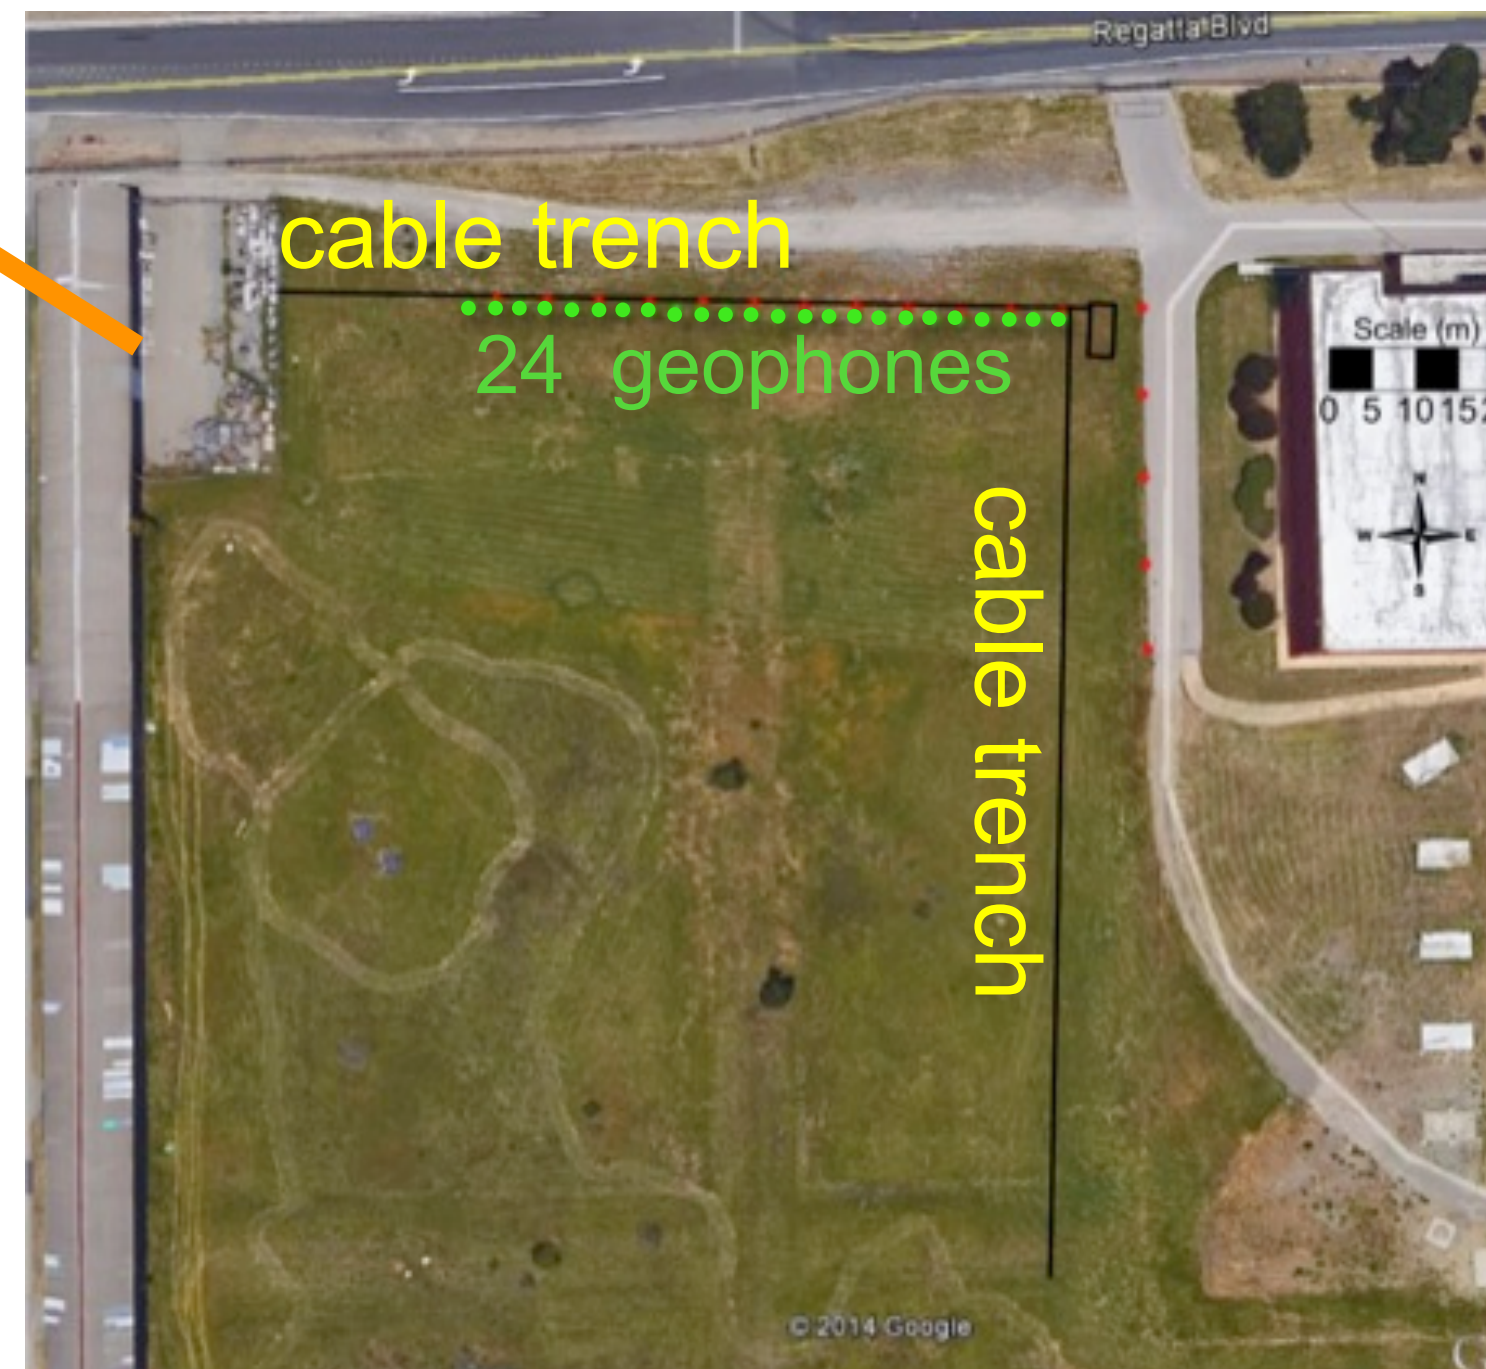 Regatta Blvd
cable trench
24 geophones
Scale (m)
0 5 10 15
N
W E
S
cable trench
© 2014 Google